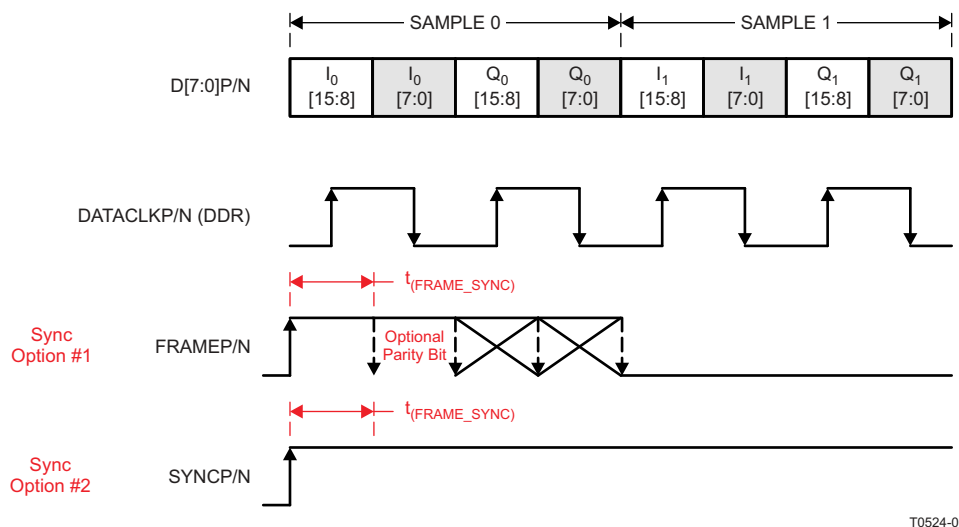 SAMPLE 0 SAMPLE 1
D[7:0]P/N
I0 I0 Q0 Q0 I1 I1 Q1 Q1
[15:8] [7:0] [15:8] [7:0] [15:8] [7:0] [15:8] [7:0]
DATACLKP/N (DDR)
t(FRAME_SYNC)
Sync
Option #1
FRAMEP/N
Optional
Parity Bit
t(FRAME_SYNC)
Sync
Option #2
SYNCP/N
T0524-0